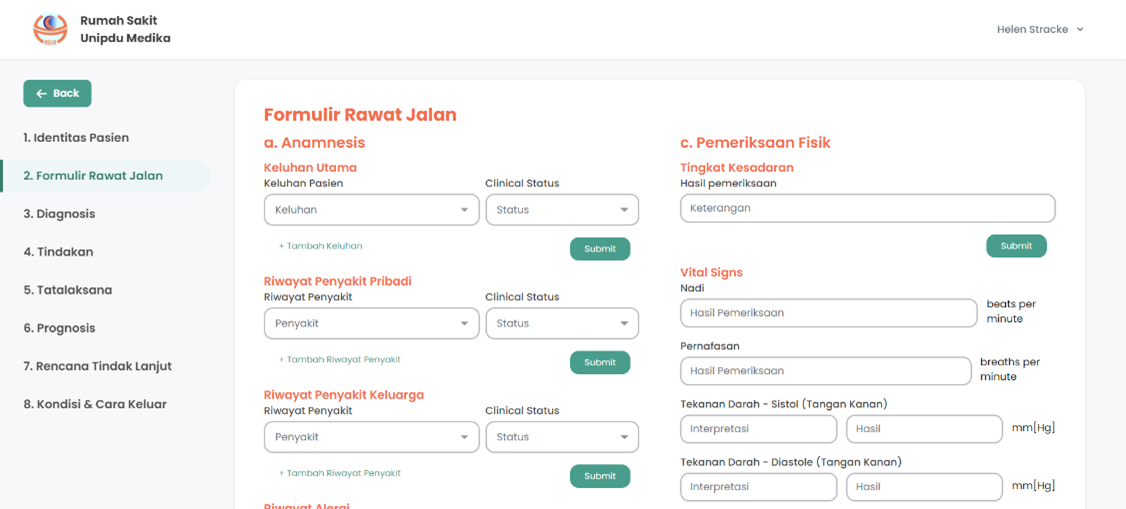 Rumah Sakit
Unipdu Medika
Helen Stracke
Back
1. Identitas Pasien
2. Formulir Rawat Jalan
3. Diagnosis
4. Tindakan
5. Tatalaksana
6. Prognosis
7. Rencana Tindak Lanjut
8. Kondisi & Cara Keluar
Formulir Rawat Jalan
a. Anamnesis
Keluhan Utama
Keluhan Pasien Clinical Status
Keluhan Status
+ Tambah Keluhan Submit
Riwayat Penyakit Pribadi
Riwayat Penyakit Clinical Status
Penyakit Status
+ Tambah Riwayat Penyakit Submit
Riwayat Penyakit Keluarga
Riwayat Penyakit Clinical Status
Penyakit Status
+ Tambah Riwayat Penyakit Submit
Riwayat Alergi
c. Pemeriksaan Fisik
Tingkat Kesadaran
Hasil pemeriksaan
Keterangan
Submit
Vital Signs
Nadi
Hasil Pemeriksaan beats per
minute
Pernafasan
Hasil Pemeriksaan breaths per
minute
Tekanan Darah - Sistol (Tangan Kanan)
Interpretasi Hasil mm[Hg]
Tekanan Darah - Diastole (Tangan Kanan)
Interpretasi Hasil mm[Hg]